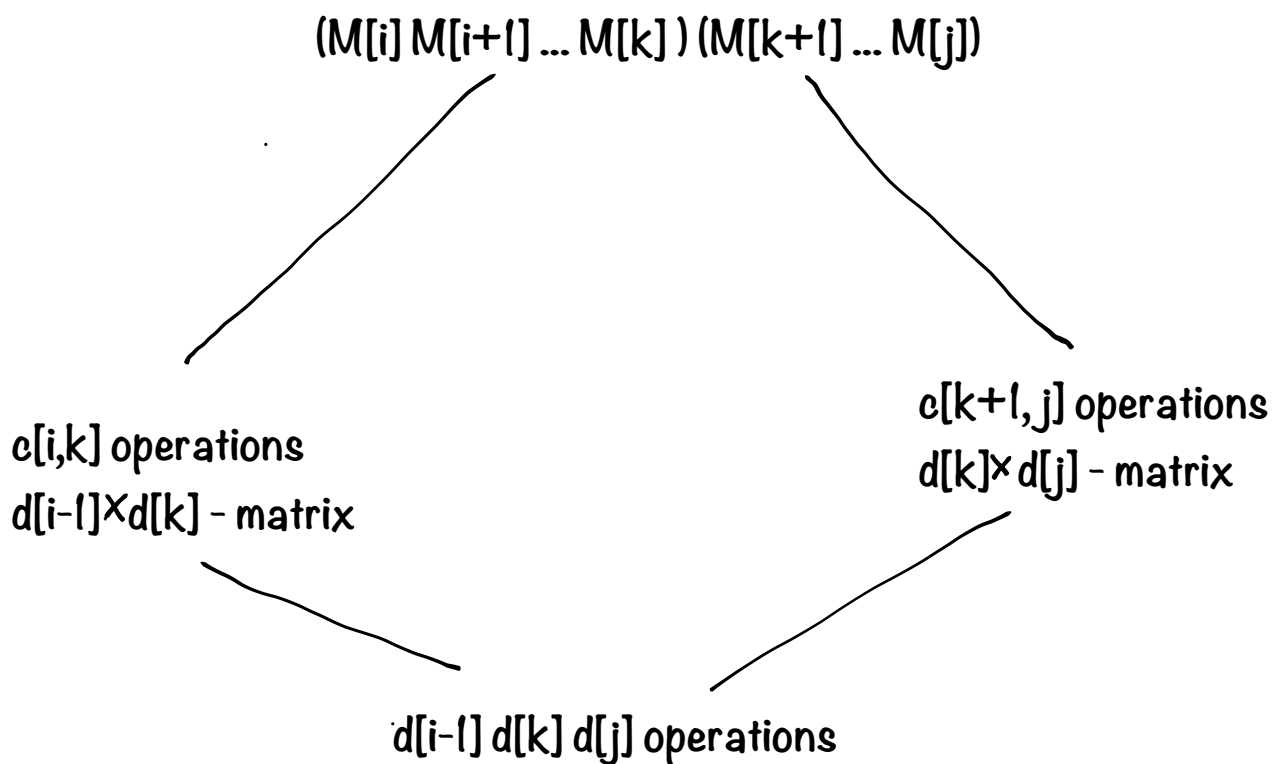 (M[i] M[i+1] ... M[k] ) (M[k+1] ... M[j])
c[i,k] operations
d[i-1]×d[k] - matrix
c[k+1, j] operations
d[k]× d[j] - matrix
d[i-1] d[k] d[j] operations